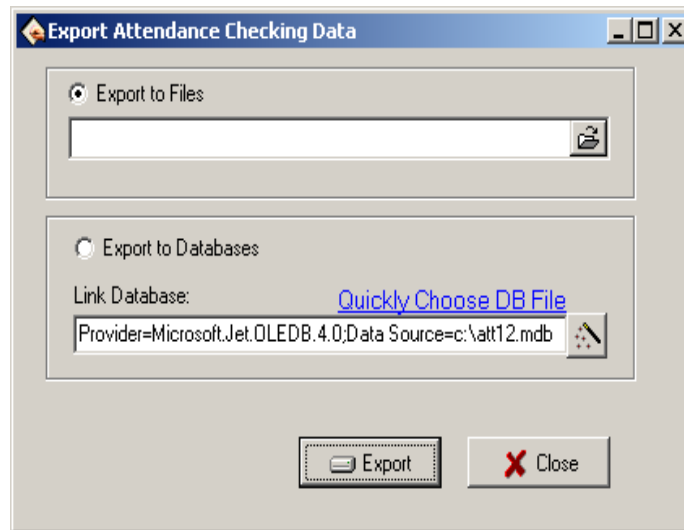 Export Attendance Checking Data
Export to Files
Export to Databases
Link Database:
Quickly Choose DB File
Provider=Microsoft.Jet.OLEDB.4.0;Data Source=c:\att12.mdb
Export
Close